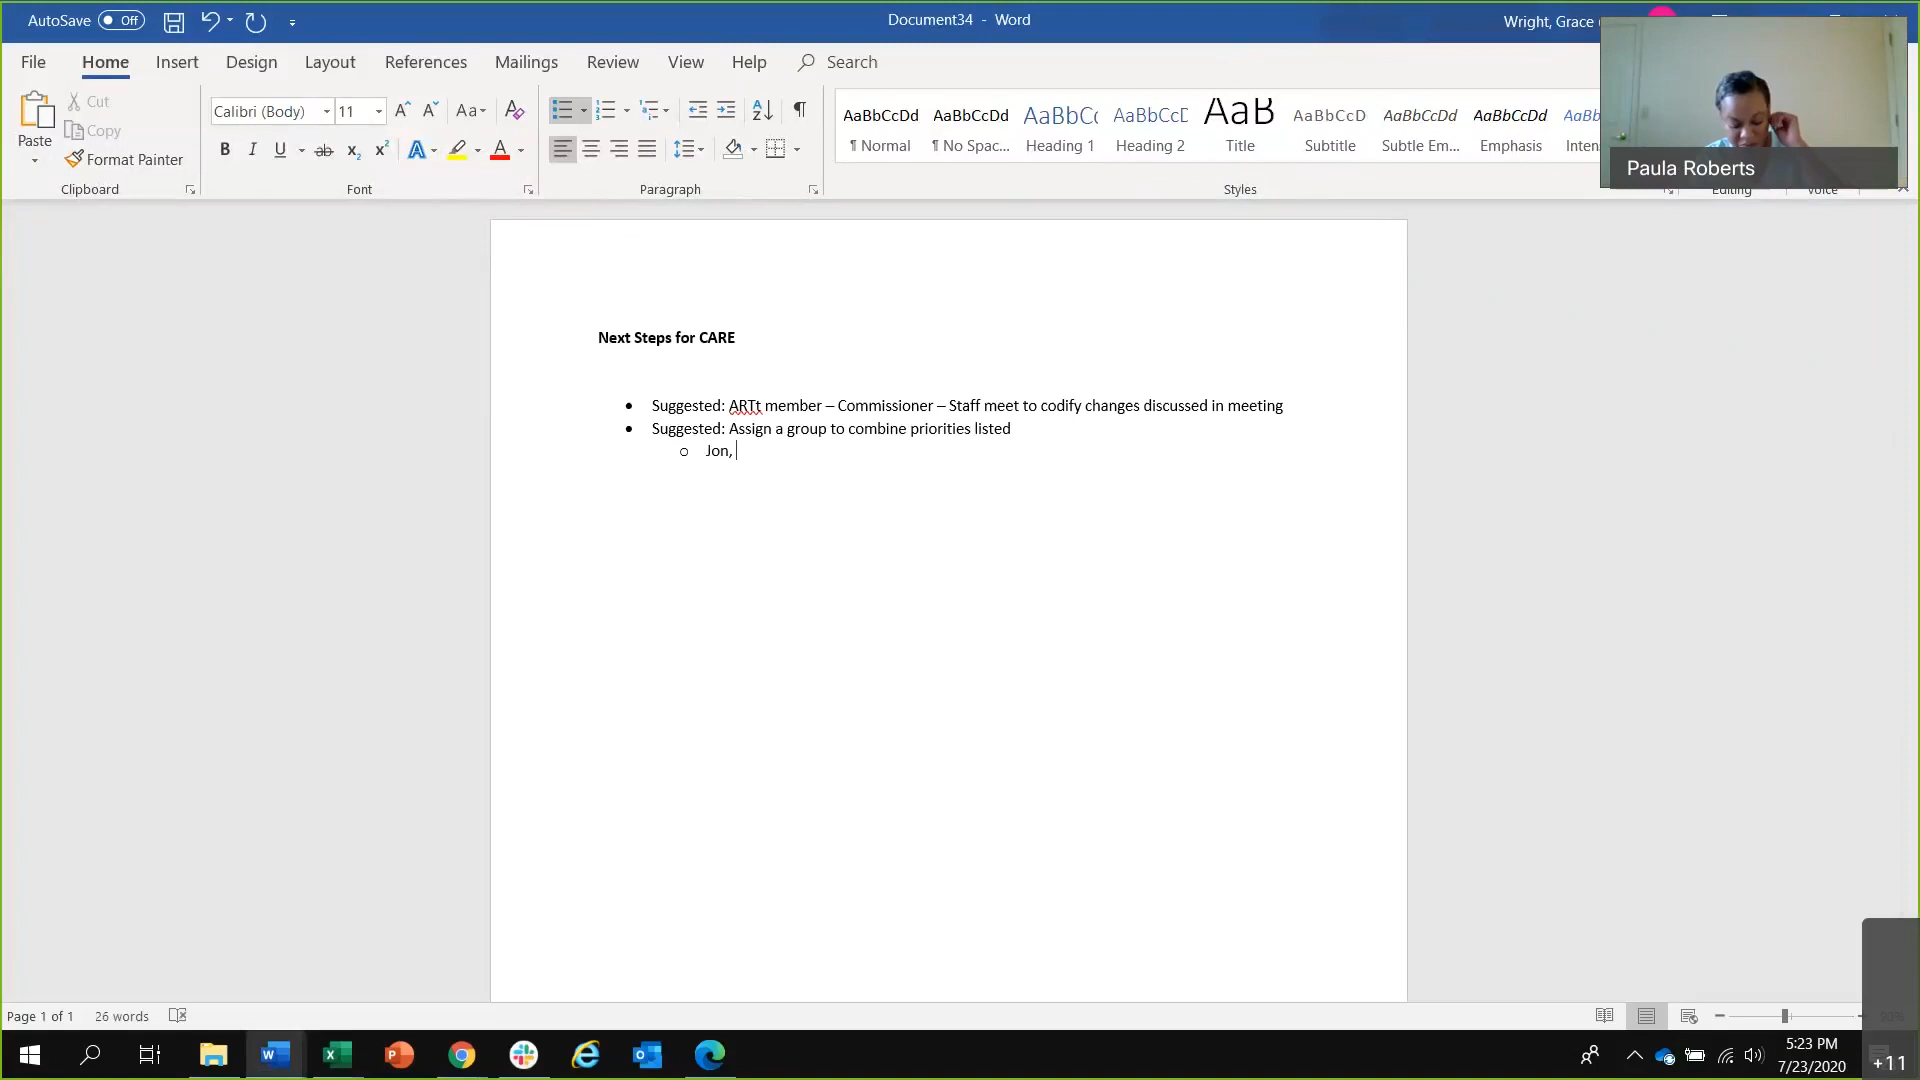 AutoSave Off
Document34 - Word
Wright, Grace
File Home Insert Design Layout References Mailings Review View Help Search
Paste
Cut
Copy
Format Painter
Clipboard
Calibri (Body) 11
Font
Paragraph
AaBbCcDd AaBbCcDd AaBbCc AaBbCcD AaB AaBbCcD AaBbCcDd AaBbCcDd AaBb
¶ Normal ¶ No Spac... Heading 1 Heading 2 Title Subtitle Subtle Em... Emphasis Inten
Styles
Editing
Voice
Paula Roberts
Next Steps for CARE
• Suggested: ARTt member – Commissioner – Staff meet to codify changes discussed in meeting
• Suggested: Assign a group to combine priorities listed
o Jon,
Page 1 of 1 26 words
5:23 PM
7/23/2020
+11